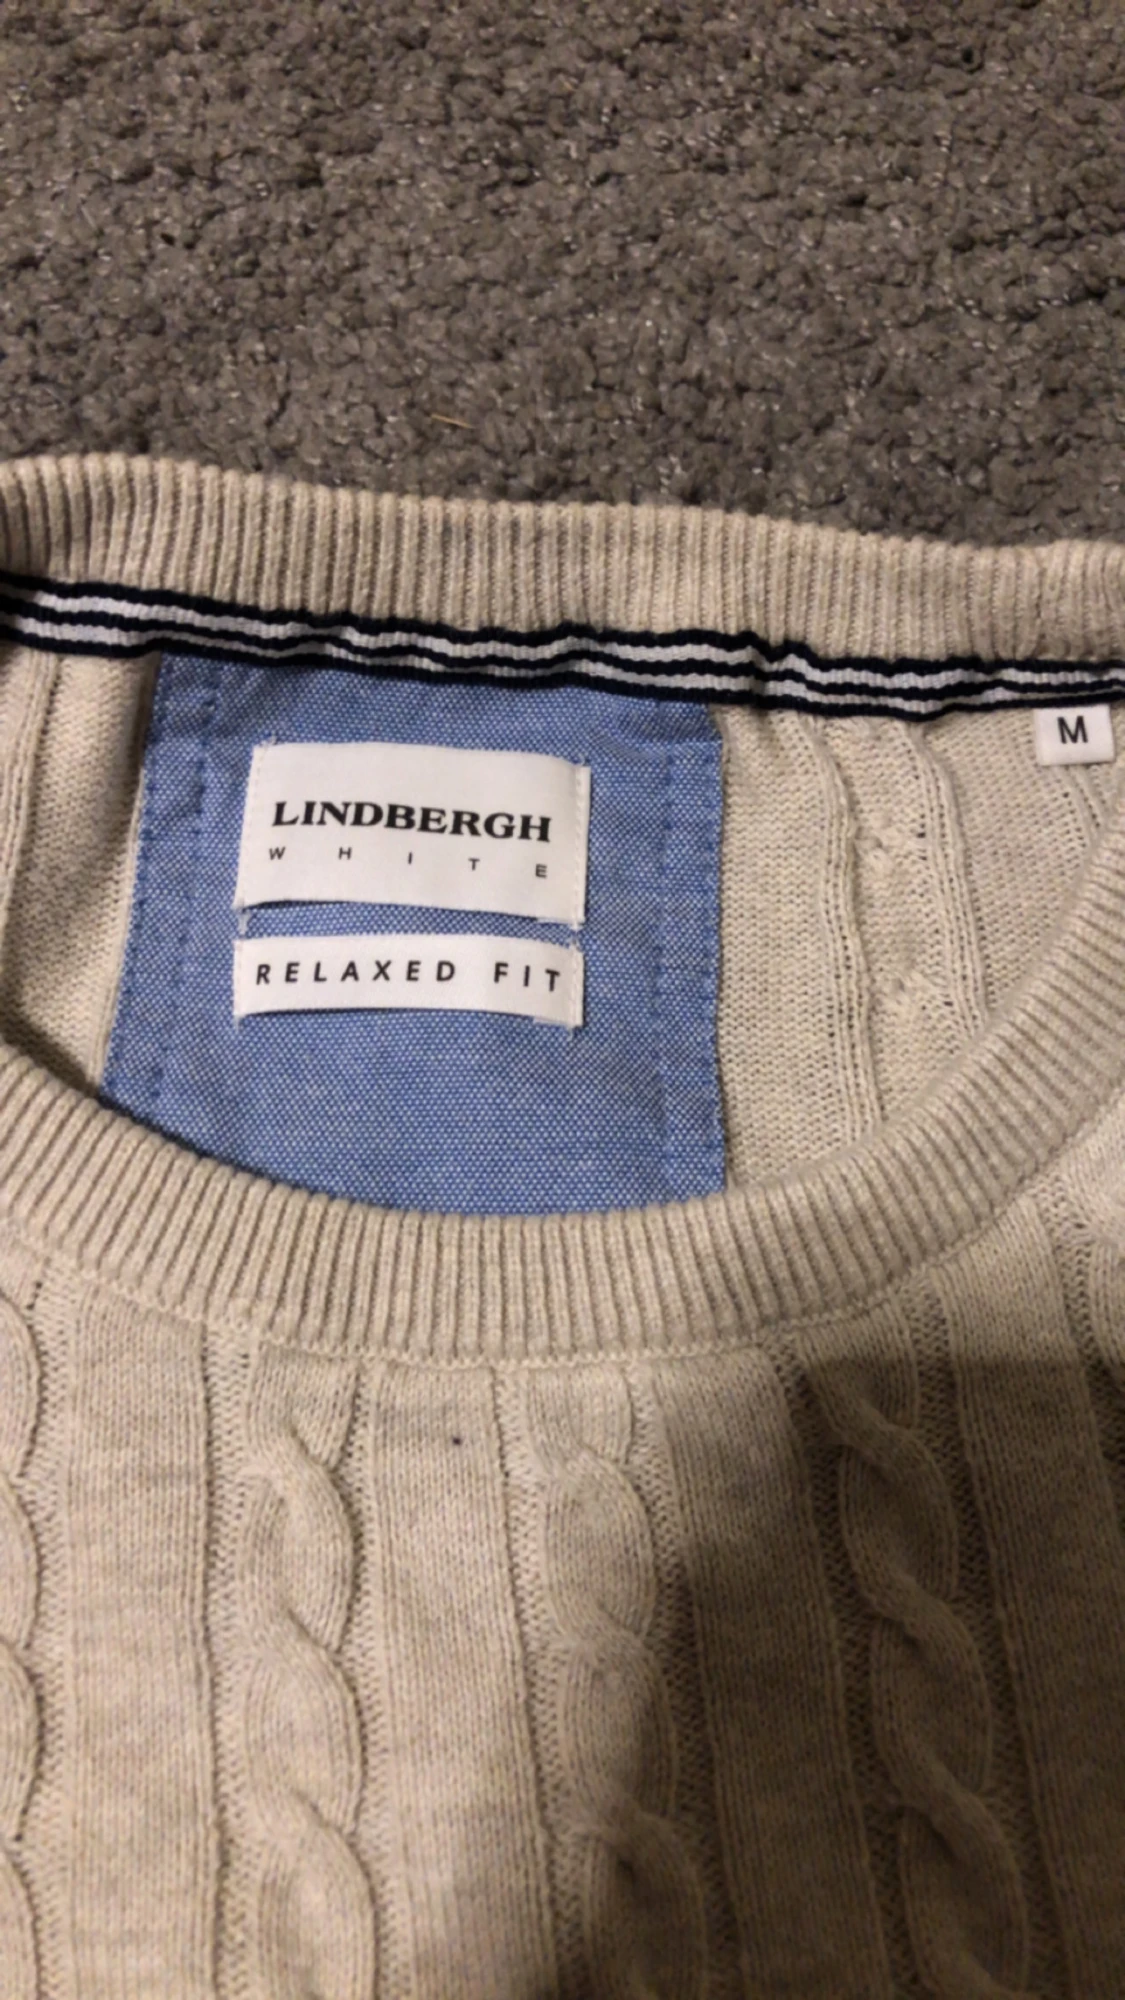 M
LINDBERGH
WHITE
RELAXED FIT